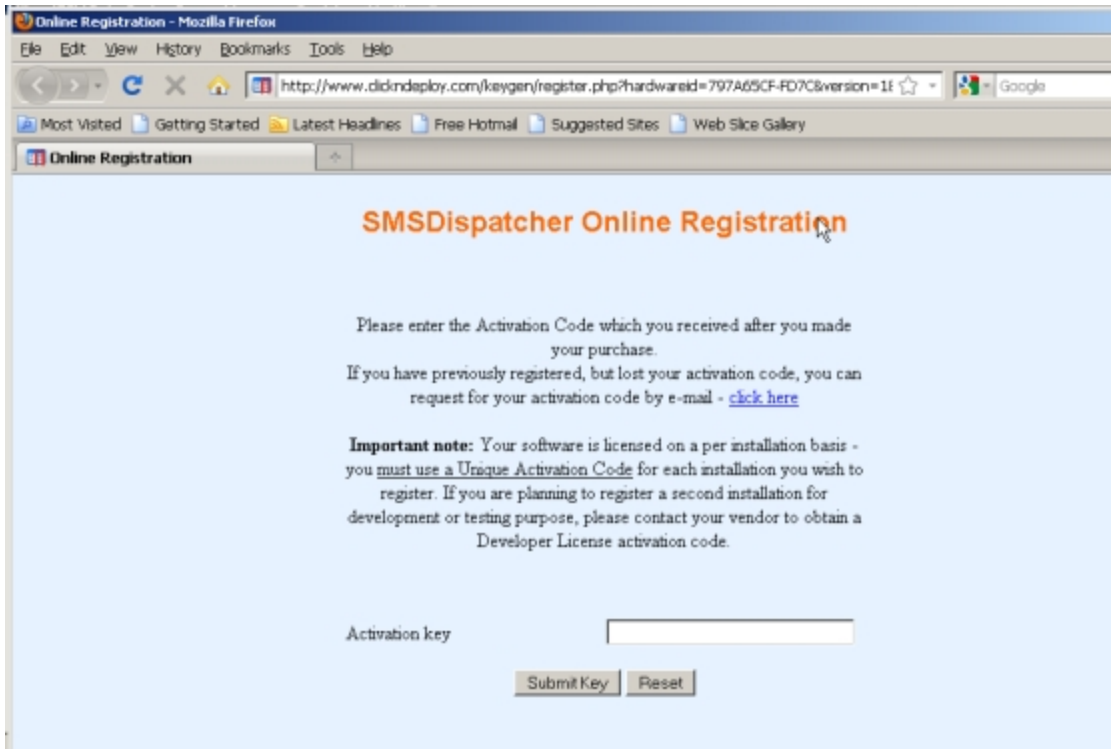 Online Registration - Mozilla Firefox
File Edit View History Bookmarks Tools Help
http://www.clickndeploy.com/keygen/register.php?hardwareid=797A65CF-FD7C&version=18 Google
Most Visited Getting Started Latest Headlines Free Hotmail Suggested Sites Web Slice Gallery
Online Registration
SMSDispatcher Online Registration
Please enter the Activation Code which you received after you made
your purchase.
If you have previously registered, but lost your activation code, you can
request for your activation code by e-mail - click here
Important note: Your software is licensed on a per installation basis -
you must use a Unique Activation Code for each installation you wish to
register. If you are planning to register a second installation for
development or testing purpose, please contact your vendor to obtain a
Developer License activation code.
Activation key
Submit Key Reset